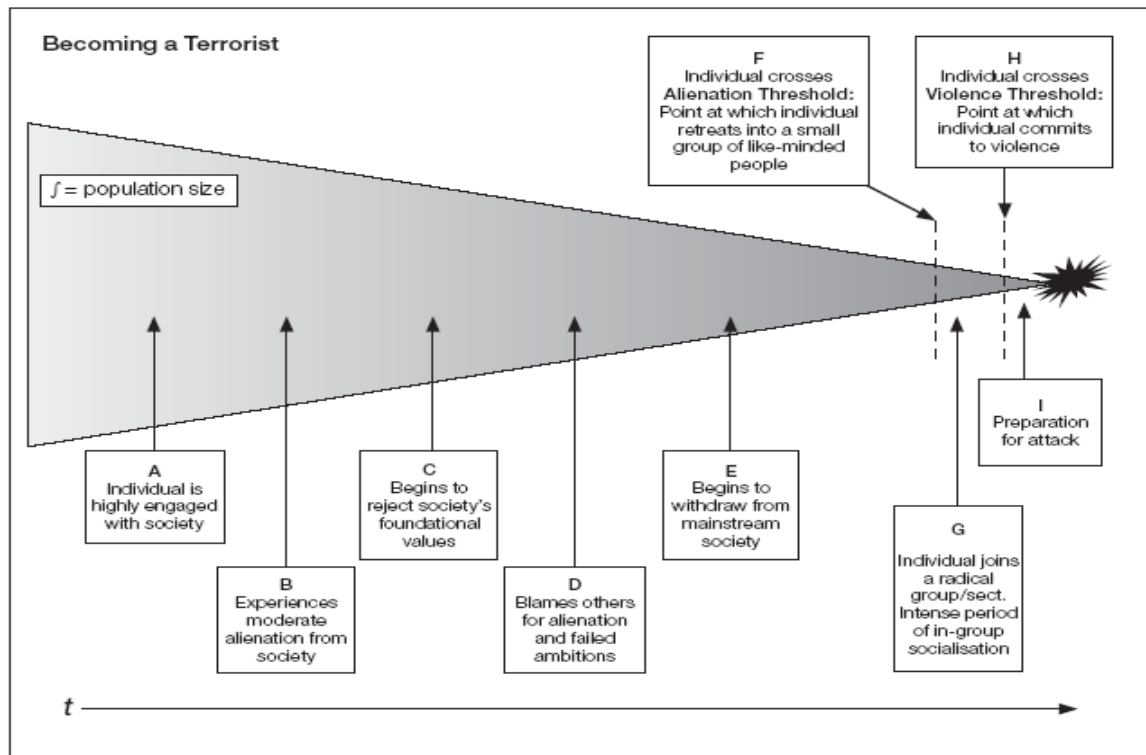 Becoming a Terrorist
F
Individual crosses
Alienation Threshold:
Point at which individual
retreats into a small
group of like-minded
people
H
Individual crosses
Violence Threshold:
Point at which
individual commits
to violence
∫ = population size
A
Individual is
highly engaged
with society
B
Experiences
moderate
alienation from
society
C
Begins to
reject society's
foundational
values
D
Blames others
for alienation
and failed
ambitions
E
Begins to
withdraw from
mainstream
society
G
Individual joins
a radical
group/sect.
Intense period
of in-group
socialisation
I
Preparation
for attack
t